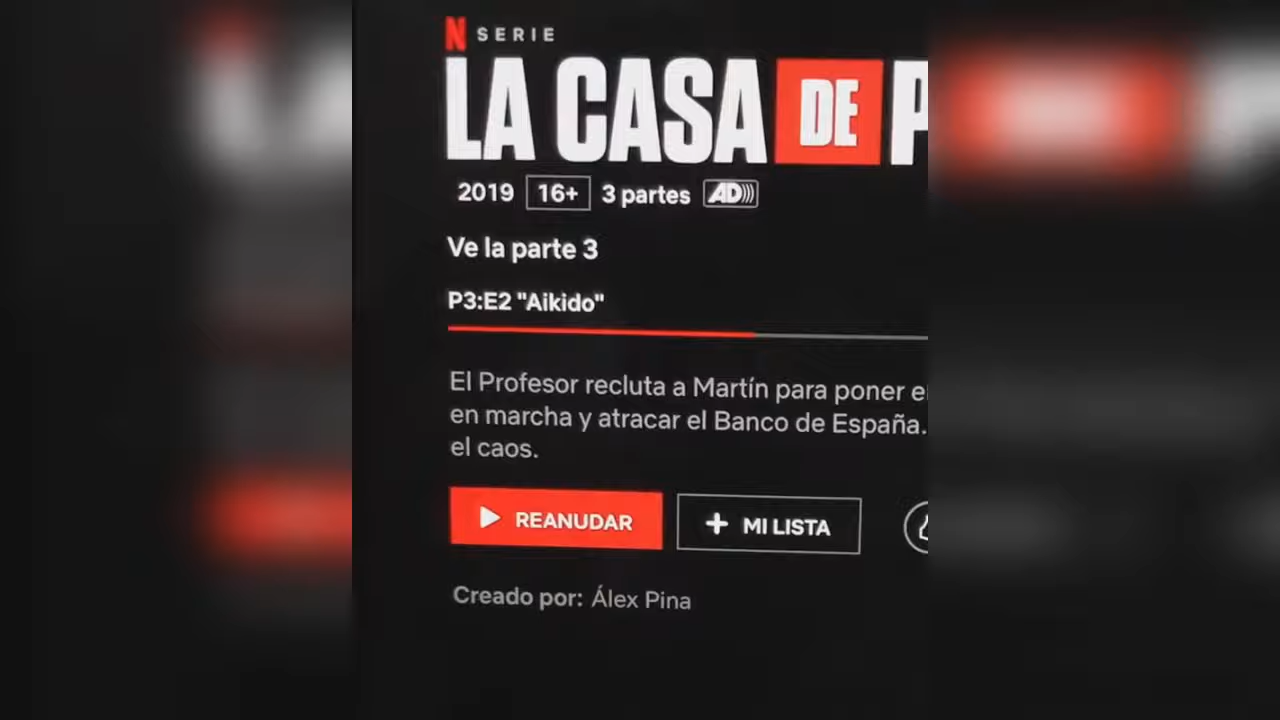 N SERIE
LA CASA DE P
2019 16+ 3 partes AD
Ve la parte 3
P3:E2 "Aikido"
El Profesor recluta a Martín para poner e
en marcha y atracar el Banco de España.
el caos.
REANUDAR + MI LISTA
Creado por: Álex Pina